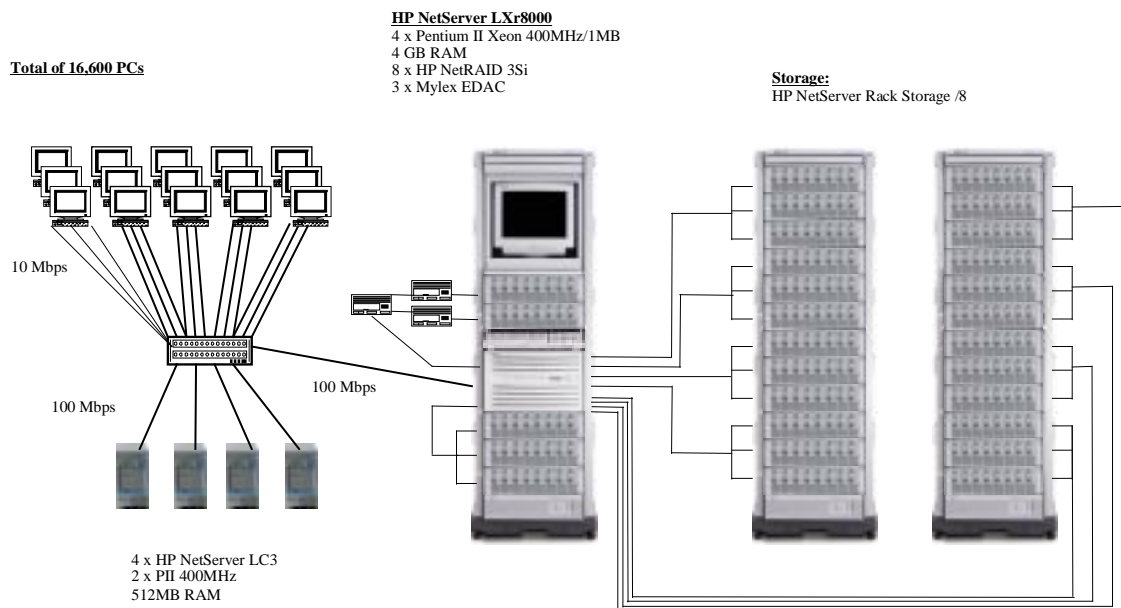 HP NetServer LXr8000
4 x Pentium II Xeon 400MHz/1MB
4 GB RAM
8 x HP NetRAID 3Si
3 x Mylex EDAC
Total of 16,600 PCs
Storage:
HP NetServer Rack Storage /8
10 Mbps
100 Mbps
100 Mbps
4 x HP NetServer LC3
2 x PII 400MHz
512MB RAM